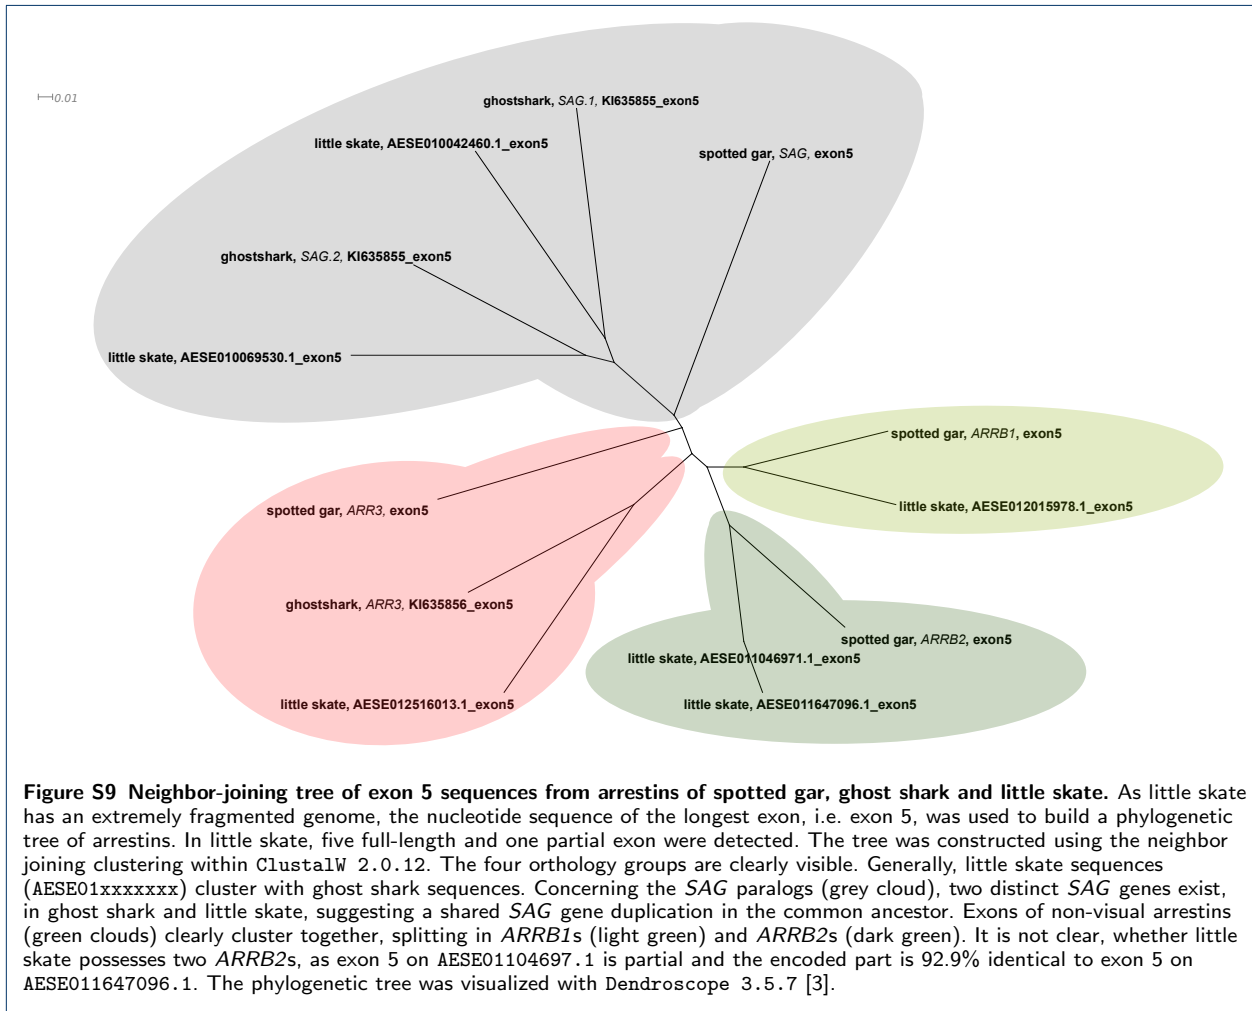 0.01
ghostshark, SAG.1, KI635855_exon5
little skate, AESE010042460.1_exon5
spotted gar, SAG, exon5
ghostshark, SAG.2, KI635855_exon5
little skate, AESE010069530.1_exon5
spotted gar, ARRB1, exon5
little skate, AESE012015978.1_exon5
spotted gar, ARR3, exon5
ghostshark, ARR3, KI635856_exon5
spotted gar, ARRB2, exon5
little skate, AESE011046971.1_exon5
little skate, AESE012516013.1_exon5
little skate, AESE011647096.1_exon5
Figure S9 Neighbor-joining tree of exon 5 sequences from arrestins of spotted gar, ghost shark and little skate. As little skate
has an extremely fragmented genome, the nucleotide sequence of the longest exon, i.e. exon 5, was used to build a phylogenetic
tree of arrestins. In little skate, five full-length and one partial exon were detected. The tree was constructed using the neighbor
joining clustering within ClustalW 2.0.12. The four orthology groups are clearly visible. Generally, little skate sequences
(AESE01xxxxxxx) cluster with ghost shark sequences. Concerning the SAG paralogs (grey cloud), two distinct SAG genes exist,
in ghost shark and little skate, suggesting a shared SAG gene duplication in the common ancestor. Exons of non-visual arrestins
(green clouds) clearly cluster together, splitting in ARRB1s (light green) and ARRB2s (dark green). It is not clear, whether little
skate possesses two ARRB2s, as exon 5 on AESE01104697.1 is partial and the encoded part is 92.9% identical to exon 5 on
AESE011647096.1. The phylogenetic tree was visualized with Dendroscope 3.5.7 [3].